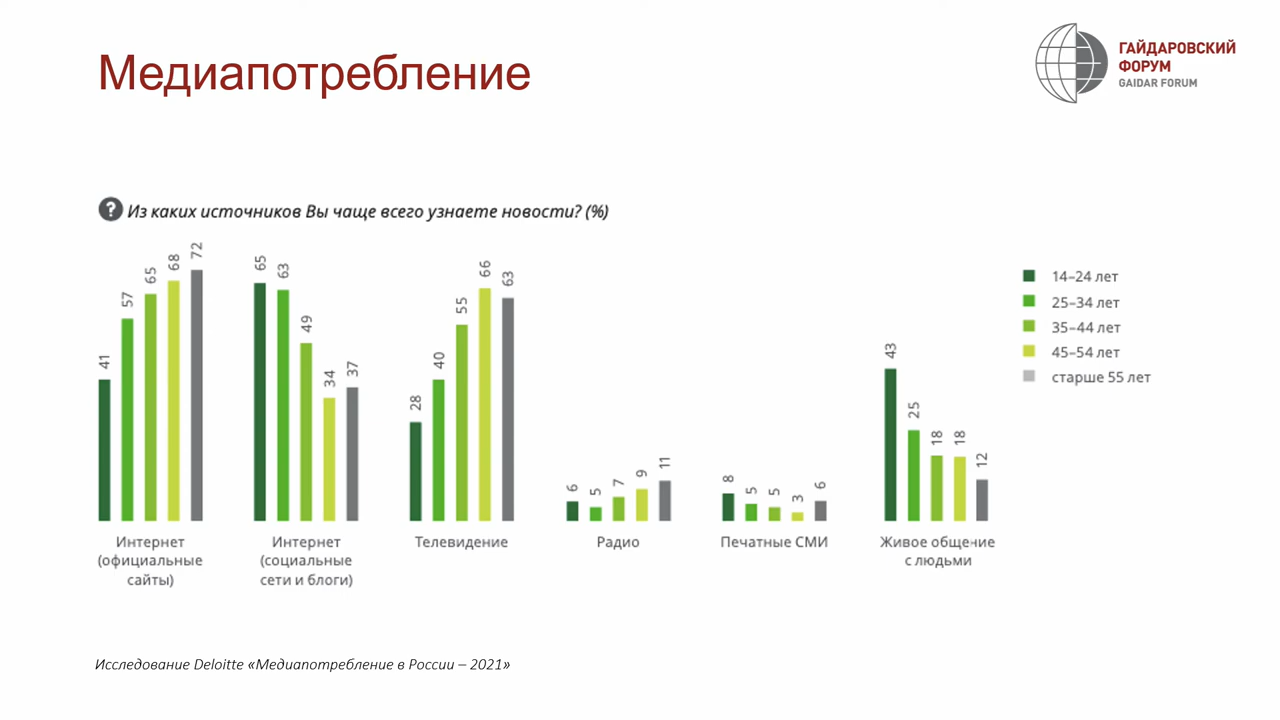 Медиапотребление
ГАЙДАРОВСКИЙ
ФОРУМ
GAIDAR FORUM
? Из каких источников Вы чаще всего узнаете новости? (%)
41 57 65 68 72
65 63 49 34 37
28 40 55 66 63
6 5 7 9 11
8 5 5 3 6
43 25 18 18 12
14–24 лет
25–34 лет
35–44 лет
45–54 лет
старше 55 лет
Интернет
(официальные
сайты)
Интернет
(социальные
сети и блоги)
Телевидение
Радио
Печатные СМИ
Живое общение
с людьми
Исследование Deloitte «Медиапотребление в России – 2021»